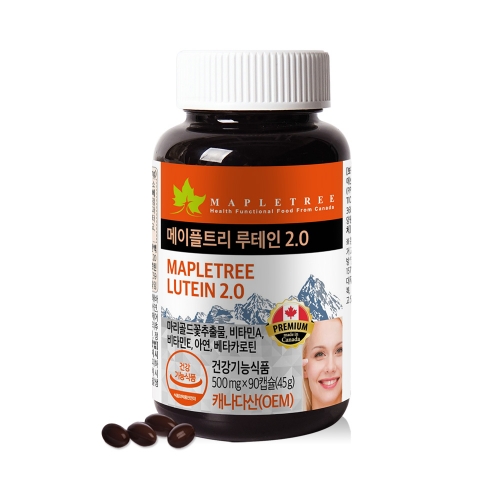 MAPLETREE
Health Functional Food From Canada
메이플트리 루테인 2.0
MAPLETREE
LUTEIN 2.0
마리골드꽃추출물, 비타민A,
비타민E, 아연, 베타카로틴
PREMIUM
made in
Canada
건강
기능식품
건강기능식품
500mg×90캡슐(45g)
캐나다산(OEM)